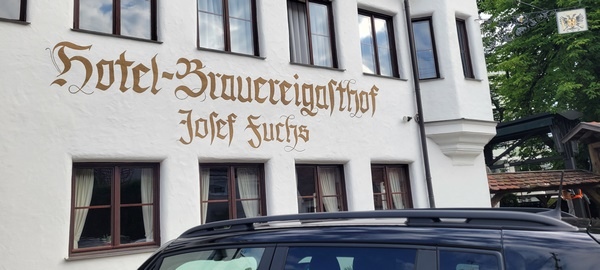 Hotel-Brauereigasthof
Josef Fuchs